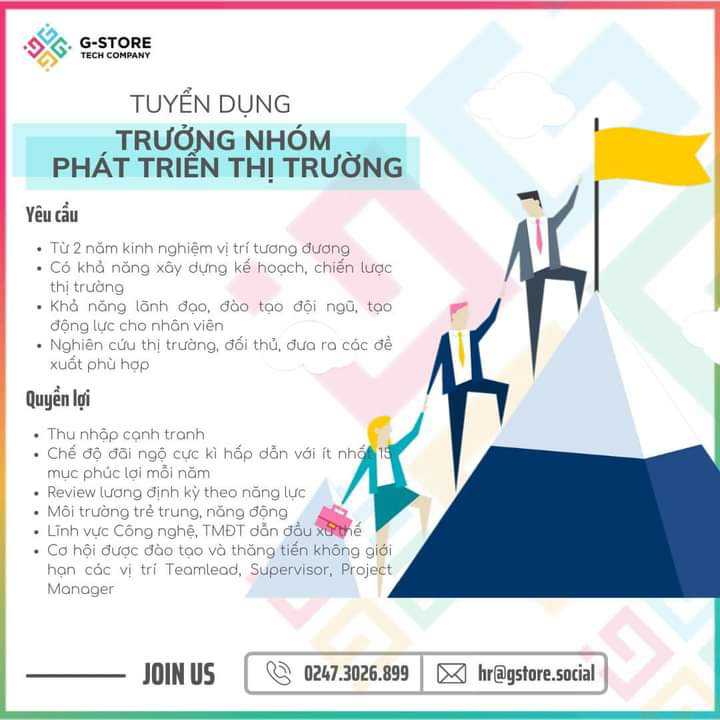 G-STORE
TECH COMPANY
TUYỂN DỤNG
TRƯỞNG NHÓM
PHÁT TRIỂN THỊ TRƯỜNG
Yêu cầu
• Từ 2 năm kinh nghiệm vị trí tương đương
• Có khả năng xây dựng kế hoạch, chiến lược
thị trường
• Khả năng lãnh đạo, đào tạo đội ngũ, tạo
động lực cho nhân viên
• Nghiên cứu thị trường, đối thủ, đưa ra các đề
xuất phù hợp
Quyền lợi
• Thu nhập cạnh tranh
• Chế độ đãi ngộ cực kì hấp dẫn với ít nhất 15
mục phúc lợi mỗi năm
• Review lương định kỳ theo năng lực
• Môi trường trẻ trung, năng động
• Lĩnh vực Công nghệ, TMĐT dẫn đầu xu thế
• Cơ hội được đào tạo và thăng tiến không giới
hạn các vị trí Teamlead, Supervisor, Project
Manager
JOIN US
0247.3026.899
hr@gstore.social